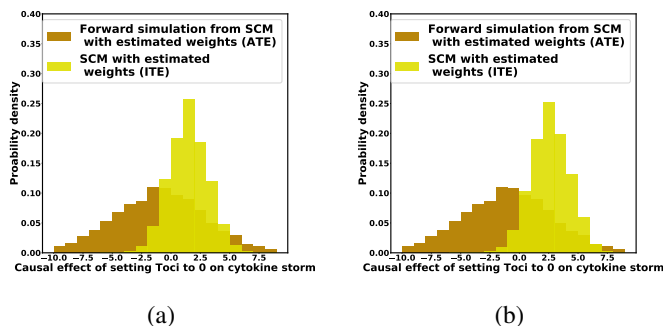 0.40
0.35
0.30
0.25
0.20
0.15
0.10
0.05
0.00
Proability density
Forward simulation from SCM
with estimated weights (ATE)
SCM with estimated
weights (ITE)
−10.0 −7.5 −5.0 −2.5 0.0 2.5 5.0 7.5
Causal effect of setting Toci to 0 on cytokine storm
(a)
0.40
0.35
0.30
0.25
0.20
0.15
0.10
0.05
0.00
Proability density
Forward simulation from SCM
with estimated weights (ATE)
SCM with estimated
weights (ITE)
−10.0 −7.5 −5.0 −2.5 0.0 2.5 5.0 7.5
Causal effect of setting Toci to 0 on cytokine storm
(b)